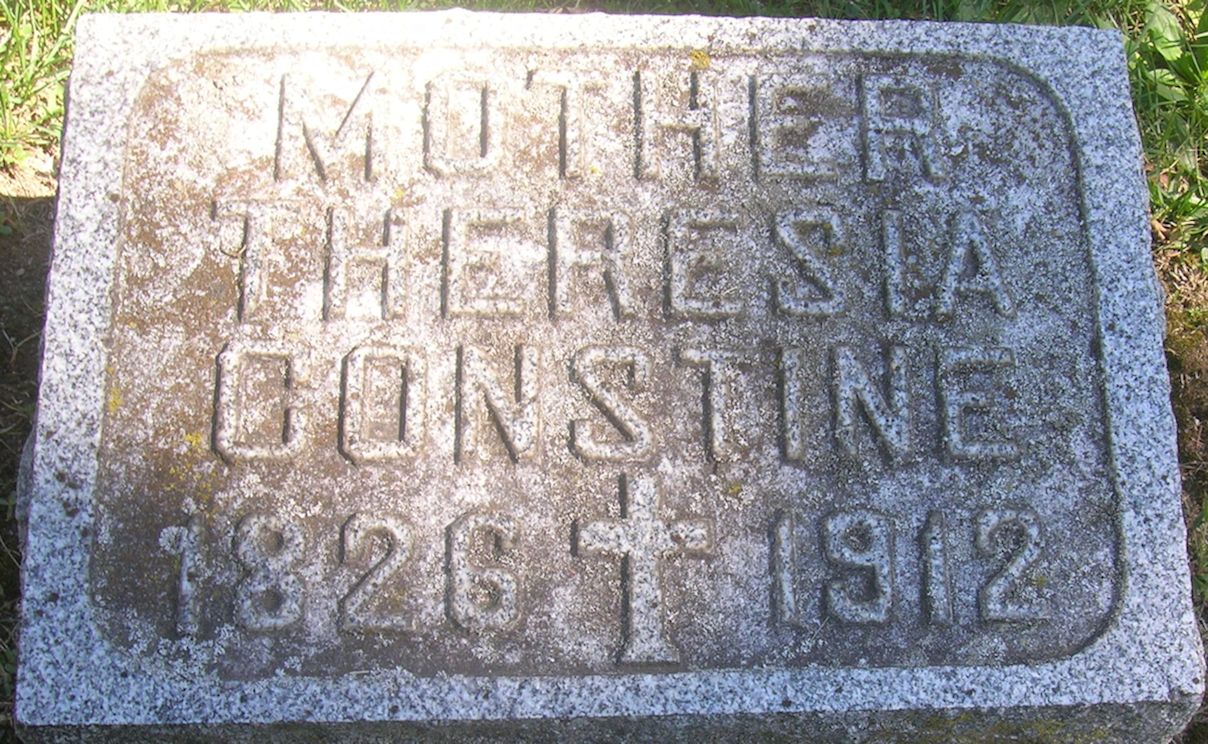 MOTHER
THERESIA
CONSTINE
1826 1912